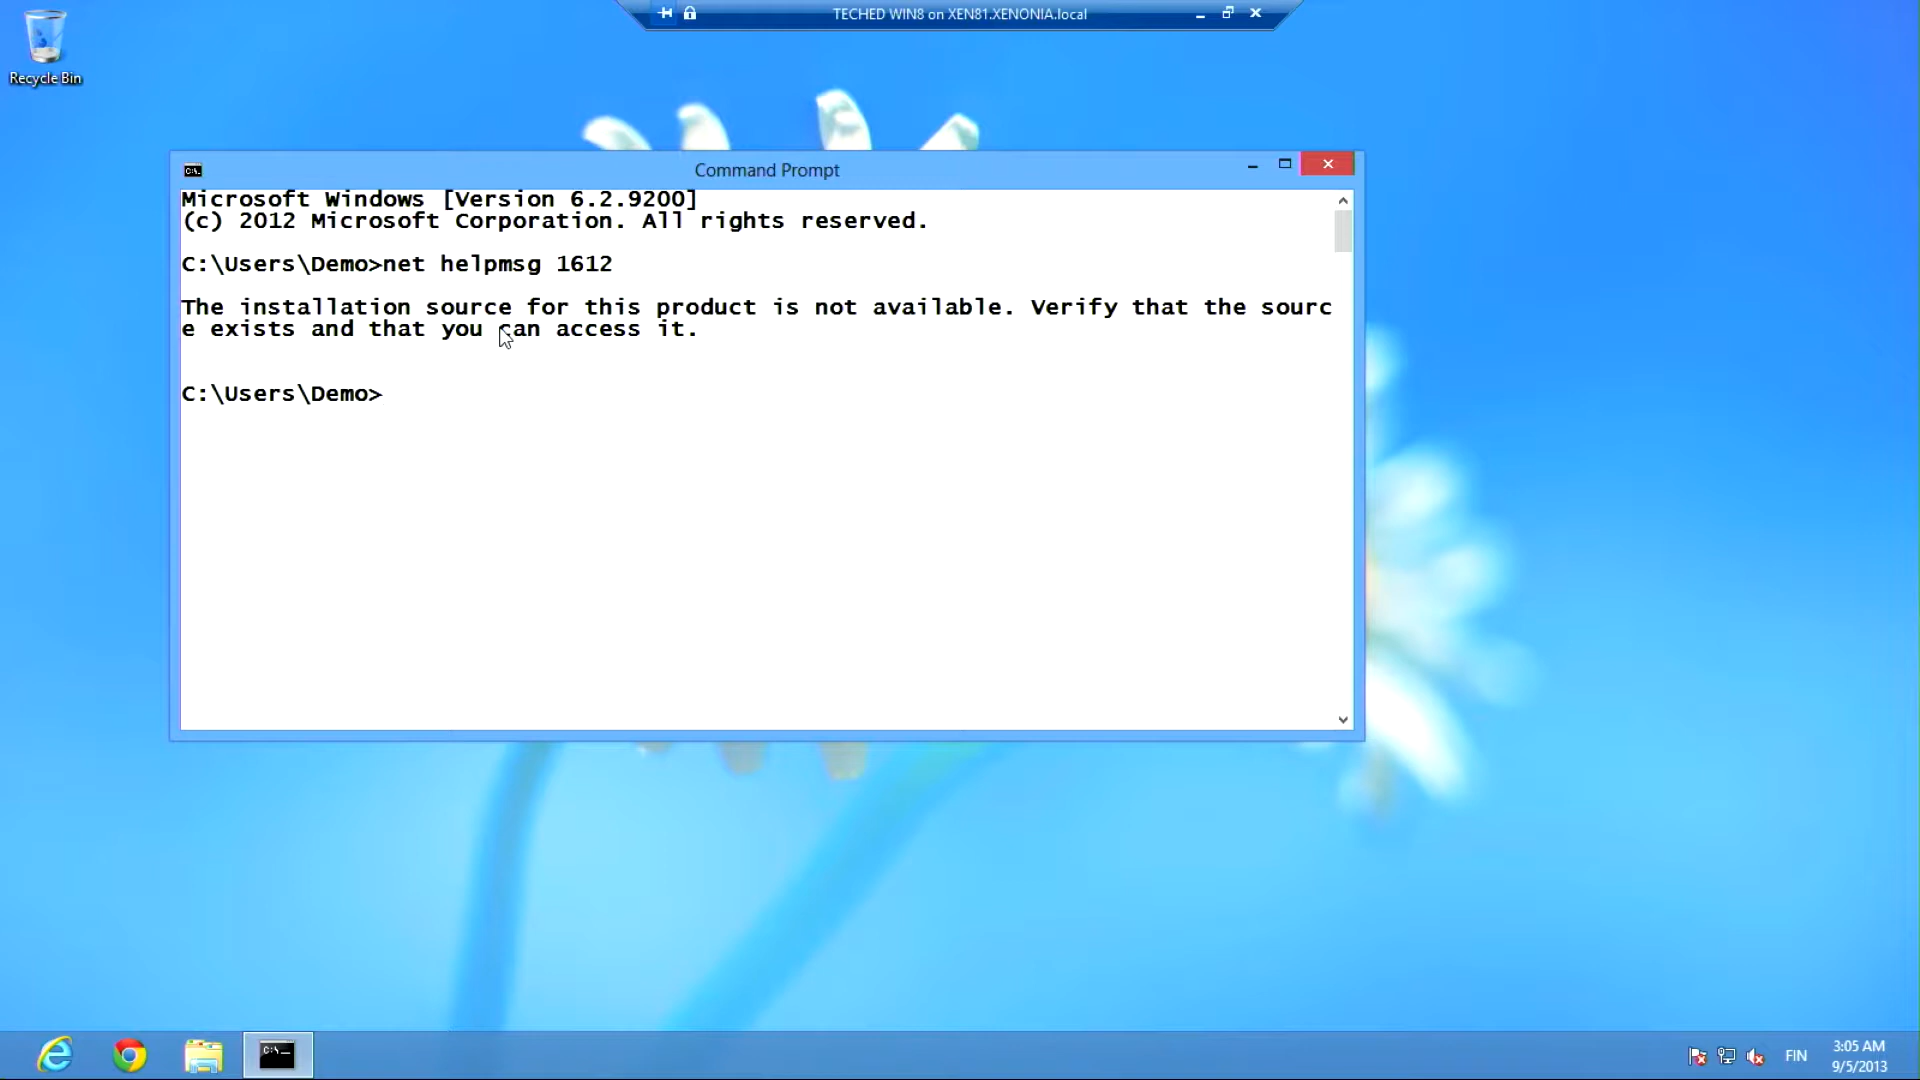 TECHED WIN8 on XEN81.XENONIA.local
Recycle Bin
Command Prompt
Microsoft Windows [Version 6.2.9200]
(c) 2012 Microsoft Corporation. All rights reserved.
C:\Users\Demo>net helpmsg 1612
The installation source for this product is not available. Verify that the sourc
e exists and that you can access it.
C:\Users\Demo>
FIN
3:05 AM
9/5/2013